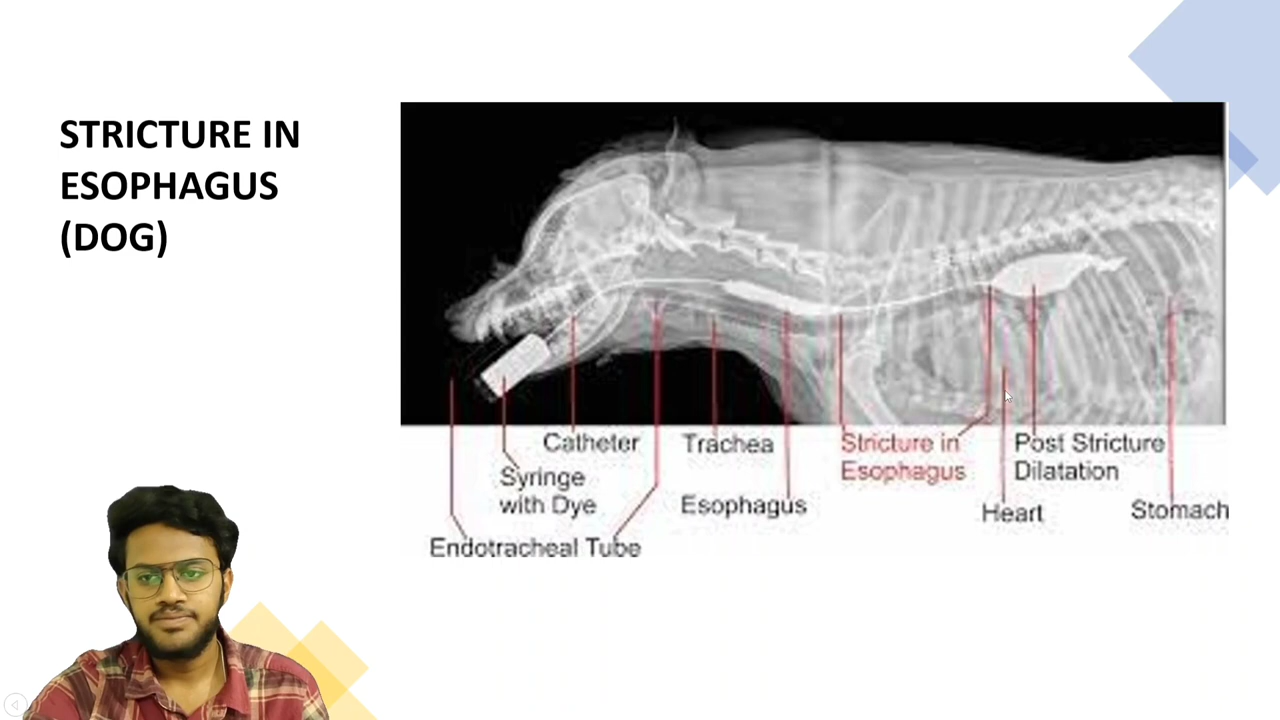 STRICTURE IN
ESOPHAGUS
(DOG)
Catheter
Trachea
Stricture in
Esophagus
Post Stricture
Dilatation
Syringe
with Dye
Esophagus
Heart
Stomach
Endotracheal Tube